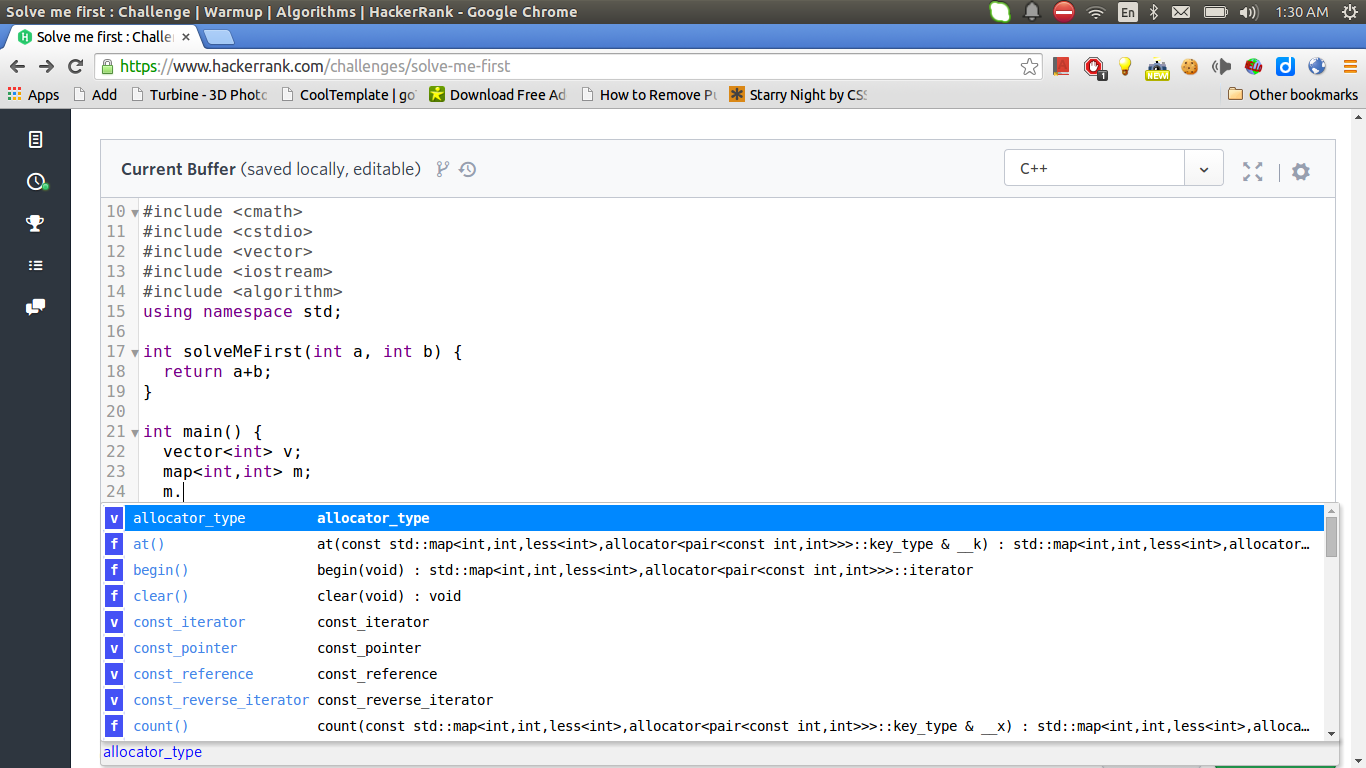 Solve me first : Challenge | Warmup | Algorithms | HackerRank - Google Chrome
En
1:30 AM
Solve me first : Challe
https://www.hackerrank.com/challenges/solve-me-first
1
NEW
Apps
Add
Turbine - 3D Photo
CoolTemplate | go
Download Free Ad
How to Remove Pu
Starry Night by CSS
Other bookmarks
Current Buffer (saved locally, editable)
C++
10 #include <cmath>
11 #include <cstdio>
12 #include <vector>
13 #include <iostream>
14 #include <algorithm>
15 using namespace std;
16
17 int solveMeFirst(int a, int b) {
18 return a+b;
19 }
20
21 int main() {
22 vector<int> v;
23 map<int,int> m;
24 m.
v allocator_type allocator_type
f at() at(const std::map<int,int,less<int>,allocator<pair<const int,int>>>::key_type & __k) : std::map<int,int,less<int>,allocator…
f begin() begin(void) : std::map<int,int,less<int>,allocator<pair<const int,int>>>::iterator
f clear() clear(void) : void
v const_iterator const_iterator
v const_pointer const_pointer
v const_reference const_reference
v const_reverse_iterator const_reverse_iterator
f count() count(const std::map<int,int,less<int>,allocator<pair<const int,int>>>::key_type & __x) : std::map<int,int,less<int>,alloca…
allocator_type